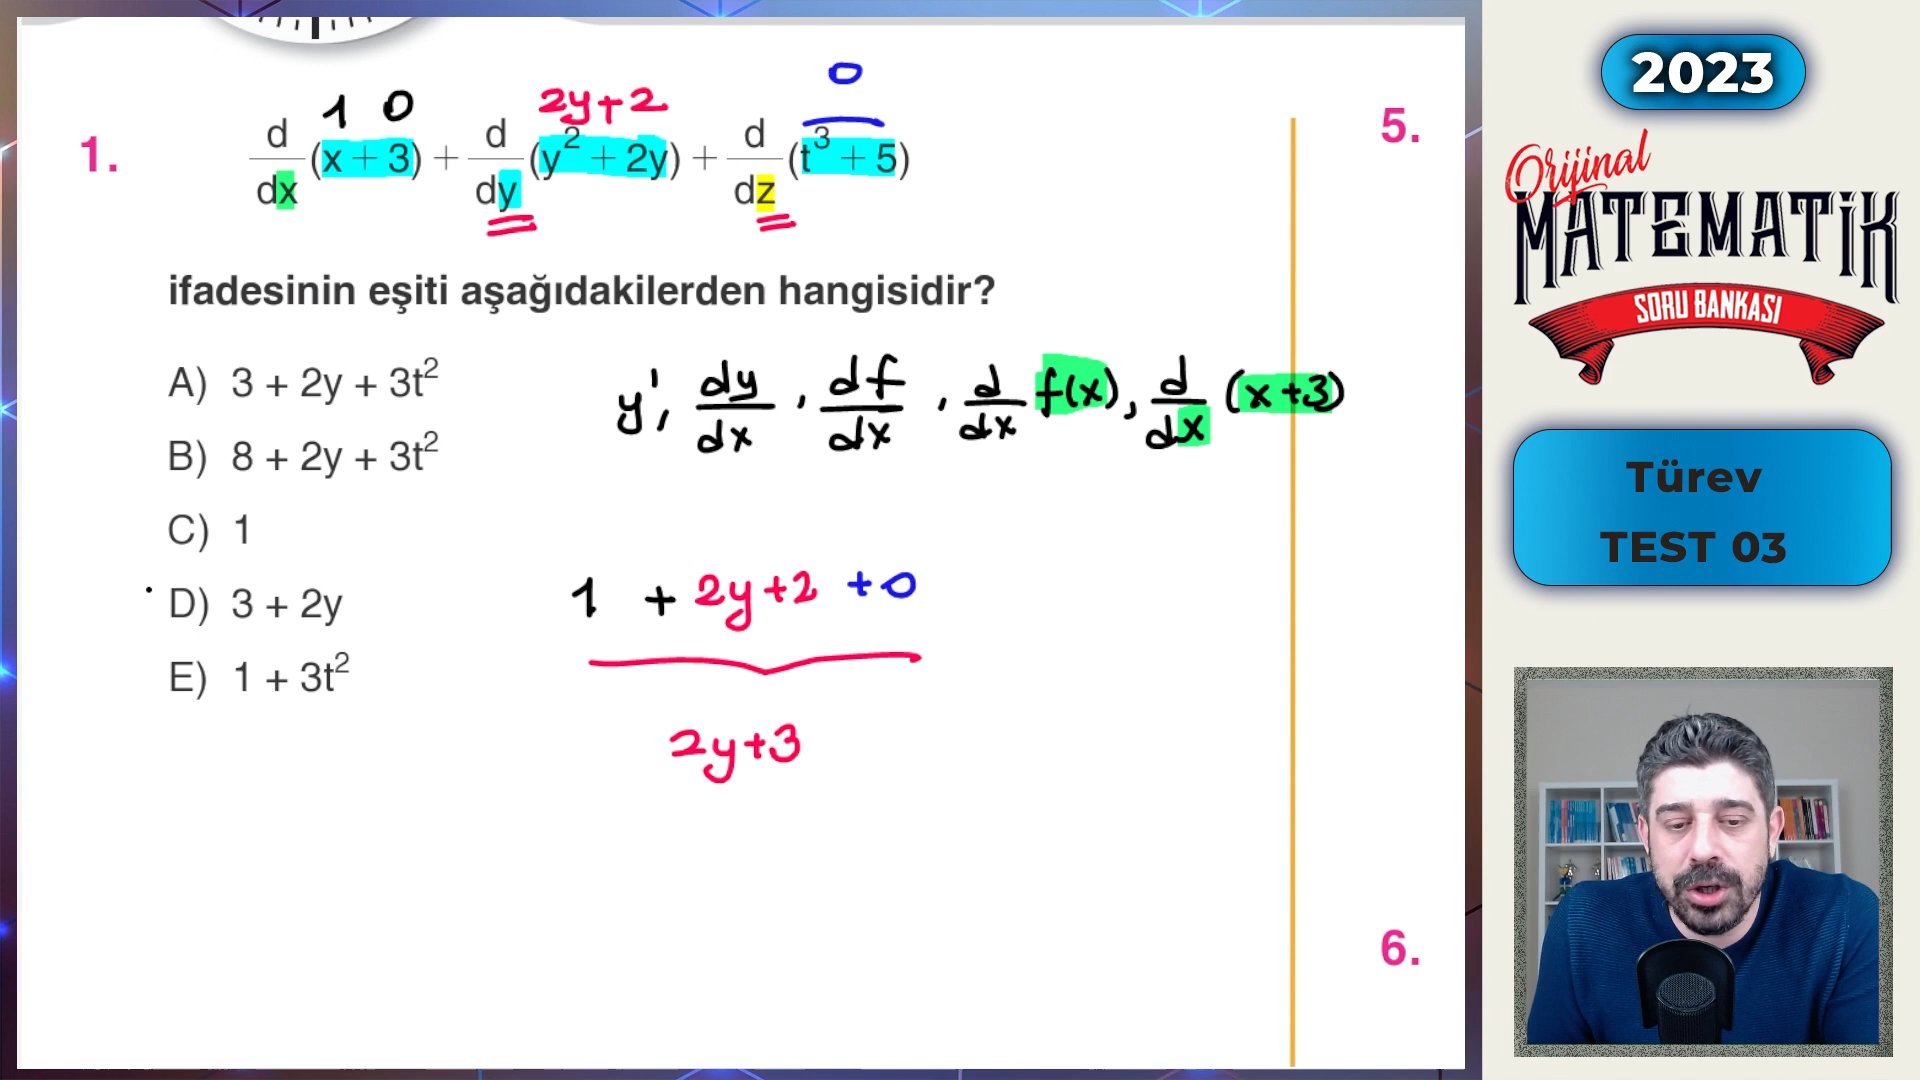 0
1 0 2y+2
1. d/dx (x + 3) + d/dy (y² + 2y) + d/dz (t³ + 5)
ifadesinin eşiti aşağıdakilerden hangisidir?
A) 3 + 2y + 3t²
B) 8 + 2y + 3t²
C) 1
D) 3 + 2y
E) 1 + 3t²
y', dy/dx , df/dx , d/dx f(x), d/dx (x+3)
1 + 2y+2 +0
2y+3
5.
6.
2023
Orijinal
MATEMATİK
SORU BANKASI
Türev
TEST 03